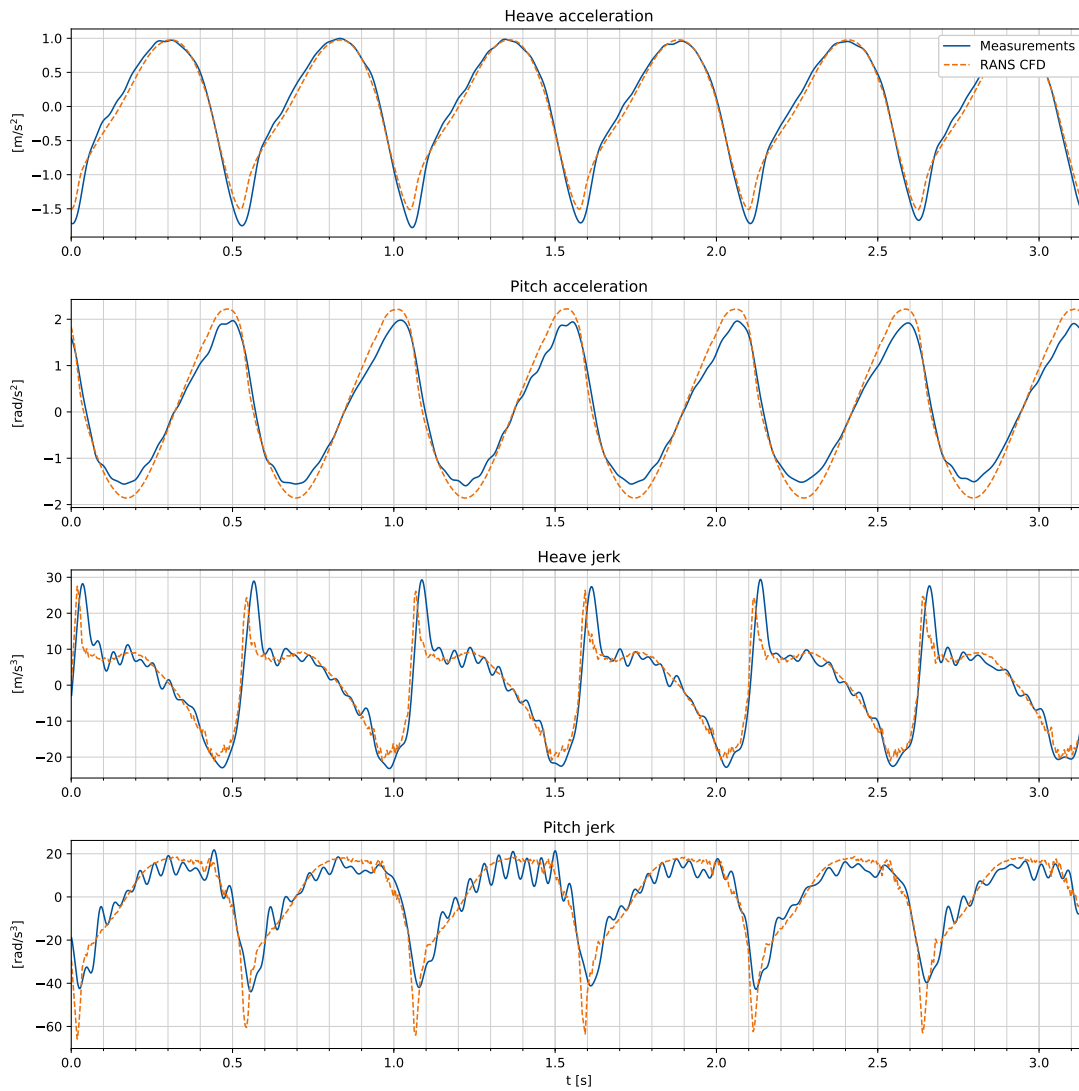 Heave acceleration
Measurements
RANS CFD
[m/s²]
1.0
0.5
0.0
−0.5
−1.0
−1.5
0.0 0.5 1.0 1.5 2.0 2.5 3.0
Pitch acceleration
[rad/s²]
2
1
0
−1
−2
0.0 0.5 1.0 1.5 2.0 2.5 3.0
Heave jerk
[m/s³]
30
20
10
0
−10
−20
0.0 0.5 1.0 1.5 2.0 2.5 3.0
Pitch jerk
[rad/s³]
20
0
−20
−40
−60
0.0 0.5 1.0 1.5 2.0 2.5 3.0
t [s]